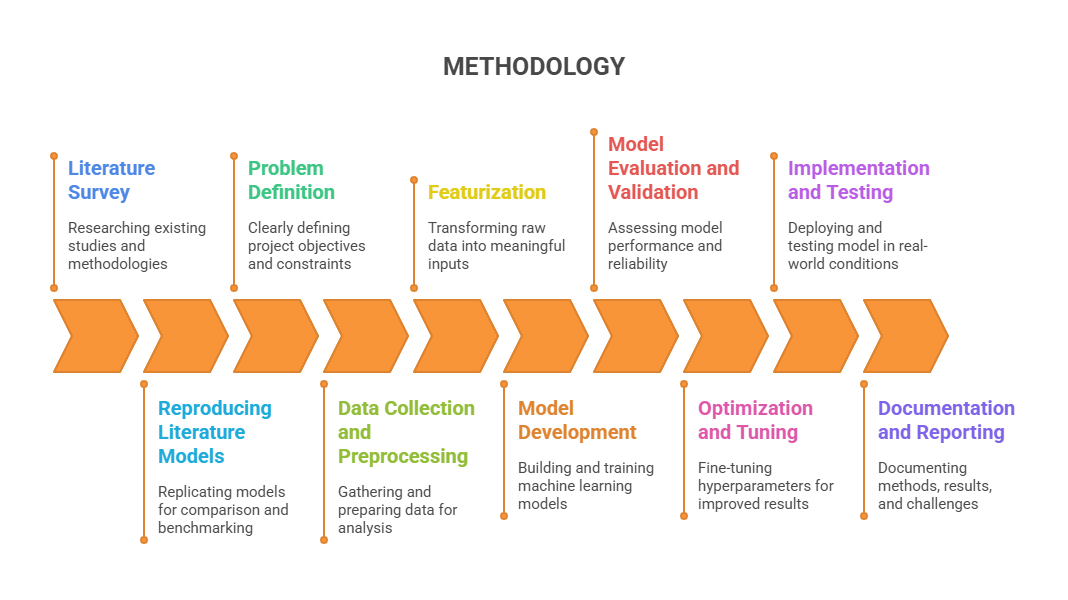 METHODOLOGY
Literature
Survey
Researching existing
studies and
methodologies
Problem
Definition
Clearly defining
project objectives
and constraints
Featurization
Transforming raw
data into meaningful
inputs
Model
Evaluation and
Validation
Assessing model
performance and
reliability
Implementation
and Testing
Deploying and
testing model in real-
world conditions
Reproducing
Literature
Models
Replicating models
for comparison and
benchmarking
Data Collection
and
Preprocessing
Gathering and
preparing data for
analysis
Model
Development
Building and training
machine learning
models
Optimization
and Tuning
Fine-tuning
hyperparameters for
improved results
Documentation
and Reporting
Documenting
methods, results,
and challenges